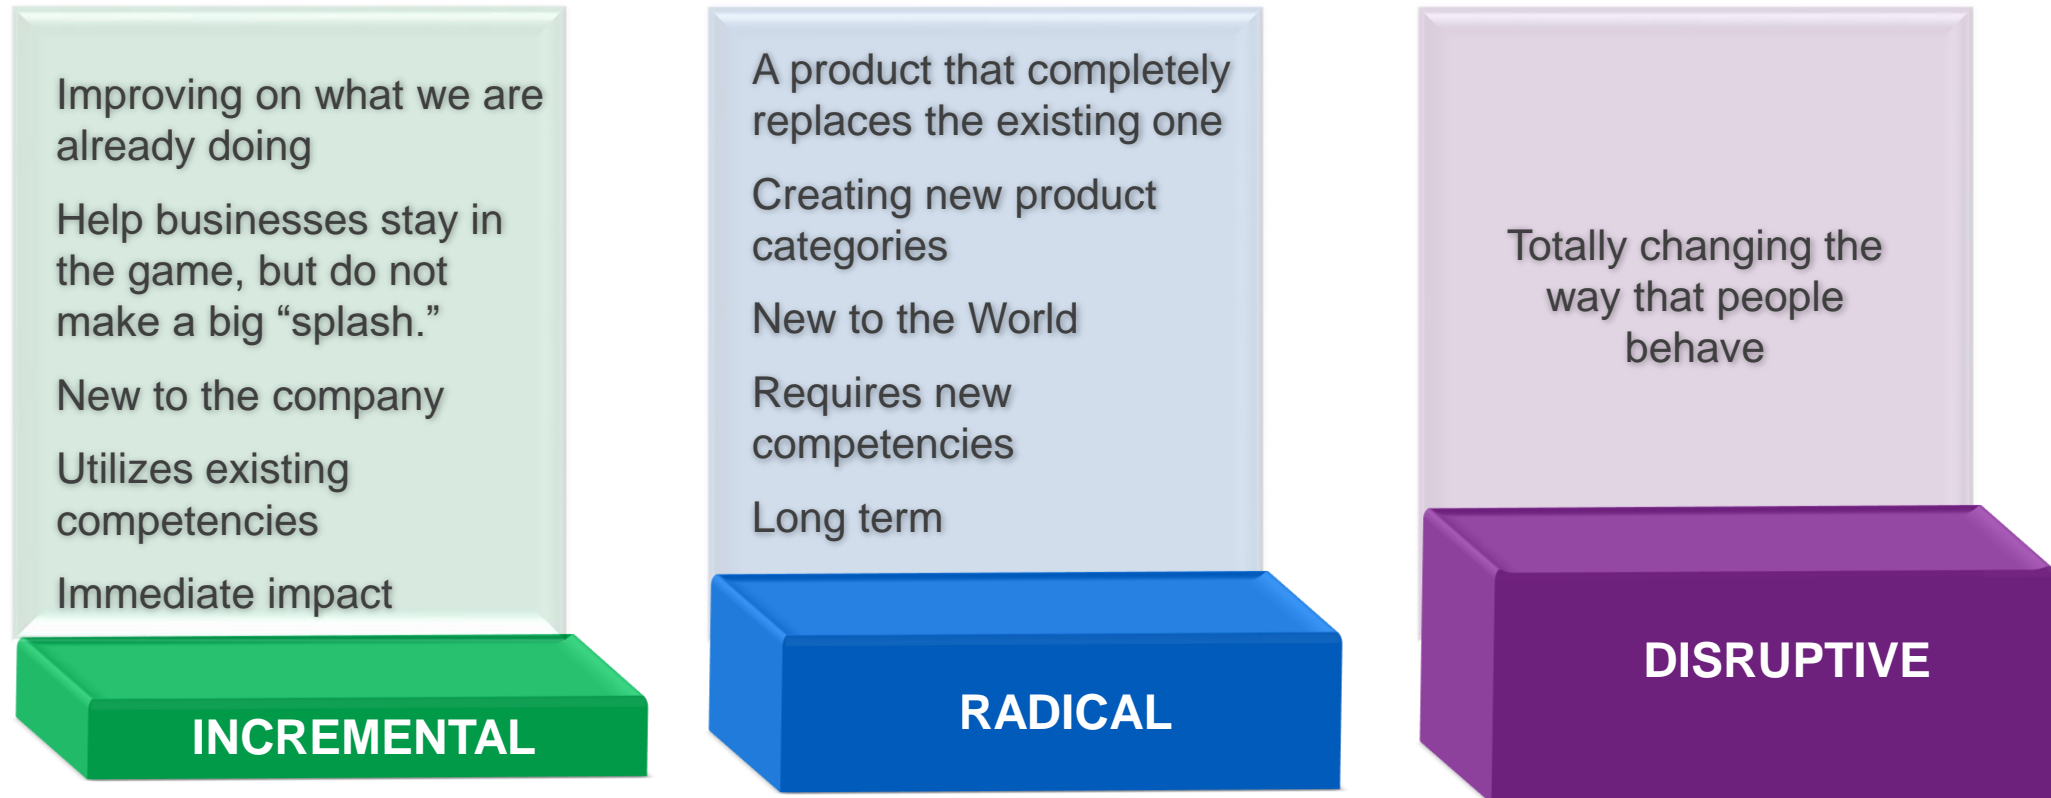 Improving on what we are
already doing
Help businesses stay in
the game, but do not
make a big “splash.”
New to the company
Utilizes existing
competencies
Immediate impact
INCREMENTAL
A product that completely
replaces the existing one
Creating new product
categories
New to the World
Requires new
competencies
Long term
RADICAL
Totally changing the
way that people
behave
DISRUPTIVE